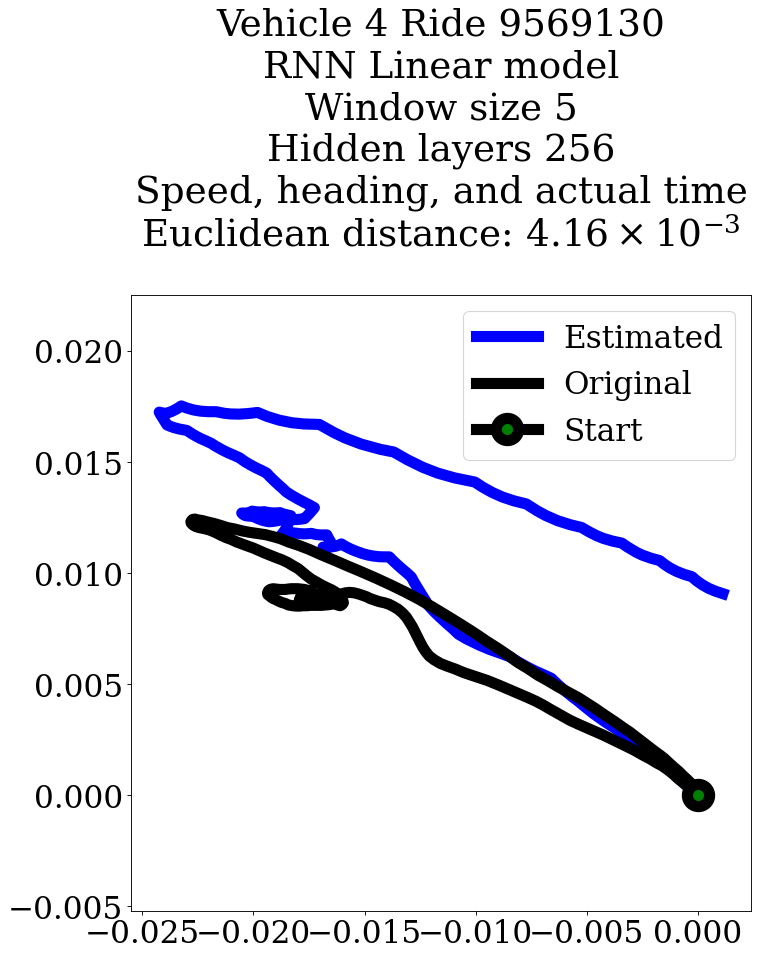 Vehicle 4 Ride 9569130
RNN Linear model
Window size 5
Hidden layers 256
Speed, heading, and actual time
Euclidean distance: 4.16 × 10⁻³
Estimated
Original
Start
0.020
0.015
0.010
0.005
0.000
−0.005
−0.025 −0.020 −0.015 −0.010 −0.005 0.000